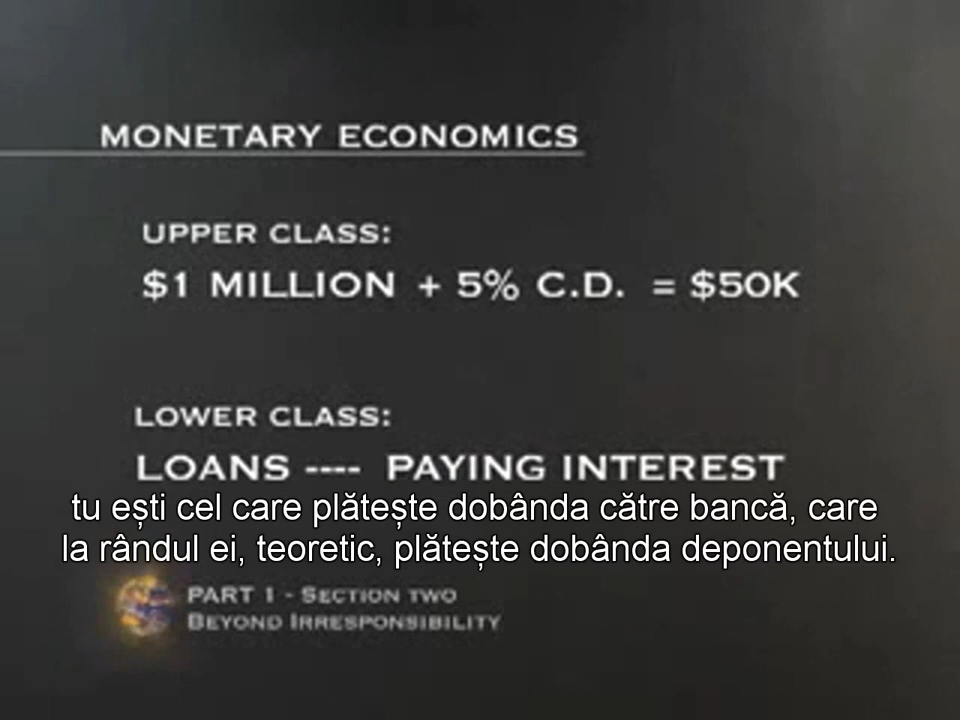 MONETARY ECONOMICS
UPPER CLASS:
$1 MILLION + 5% C.D. = $50K
LOWER CLASS:
LOANS ---- PAYING INTEREST
tu ești cel care plătește dobânda către bancă, care
la rândul ei, teoretic, plătește dobânda deponentului.
PART 1 - SECTION TWO
BEYOND IRRESPONSIBILITY